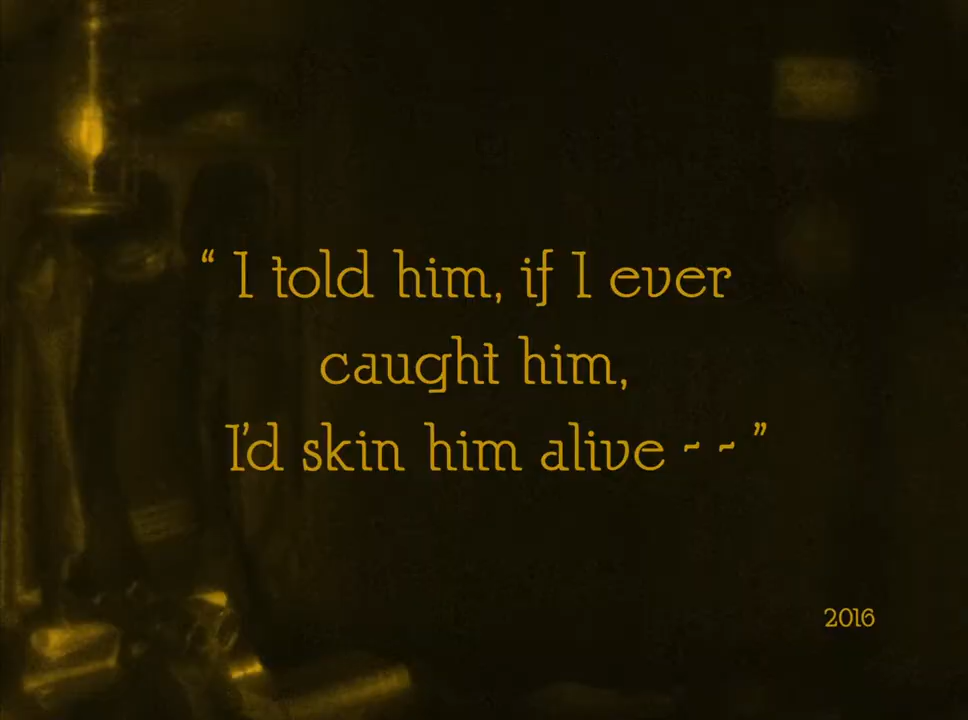 “ I told him, if I ever
caught him,
I’d skin him alive - - ”
2016